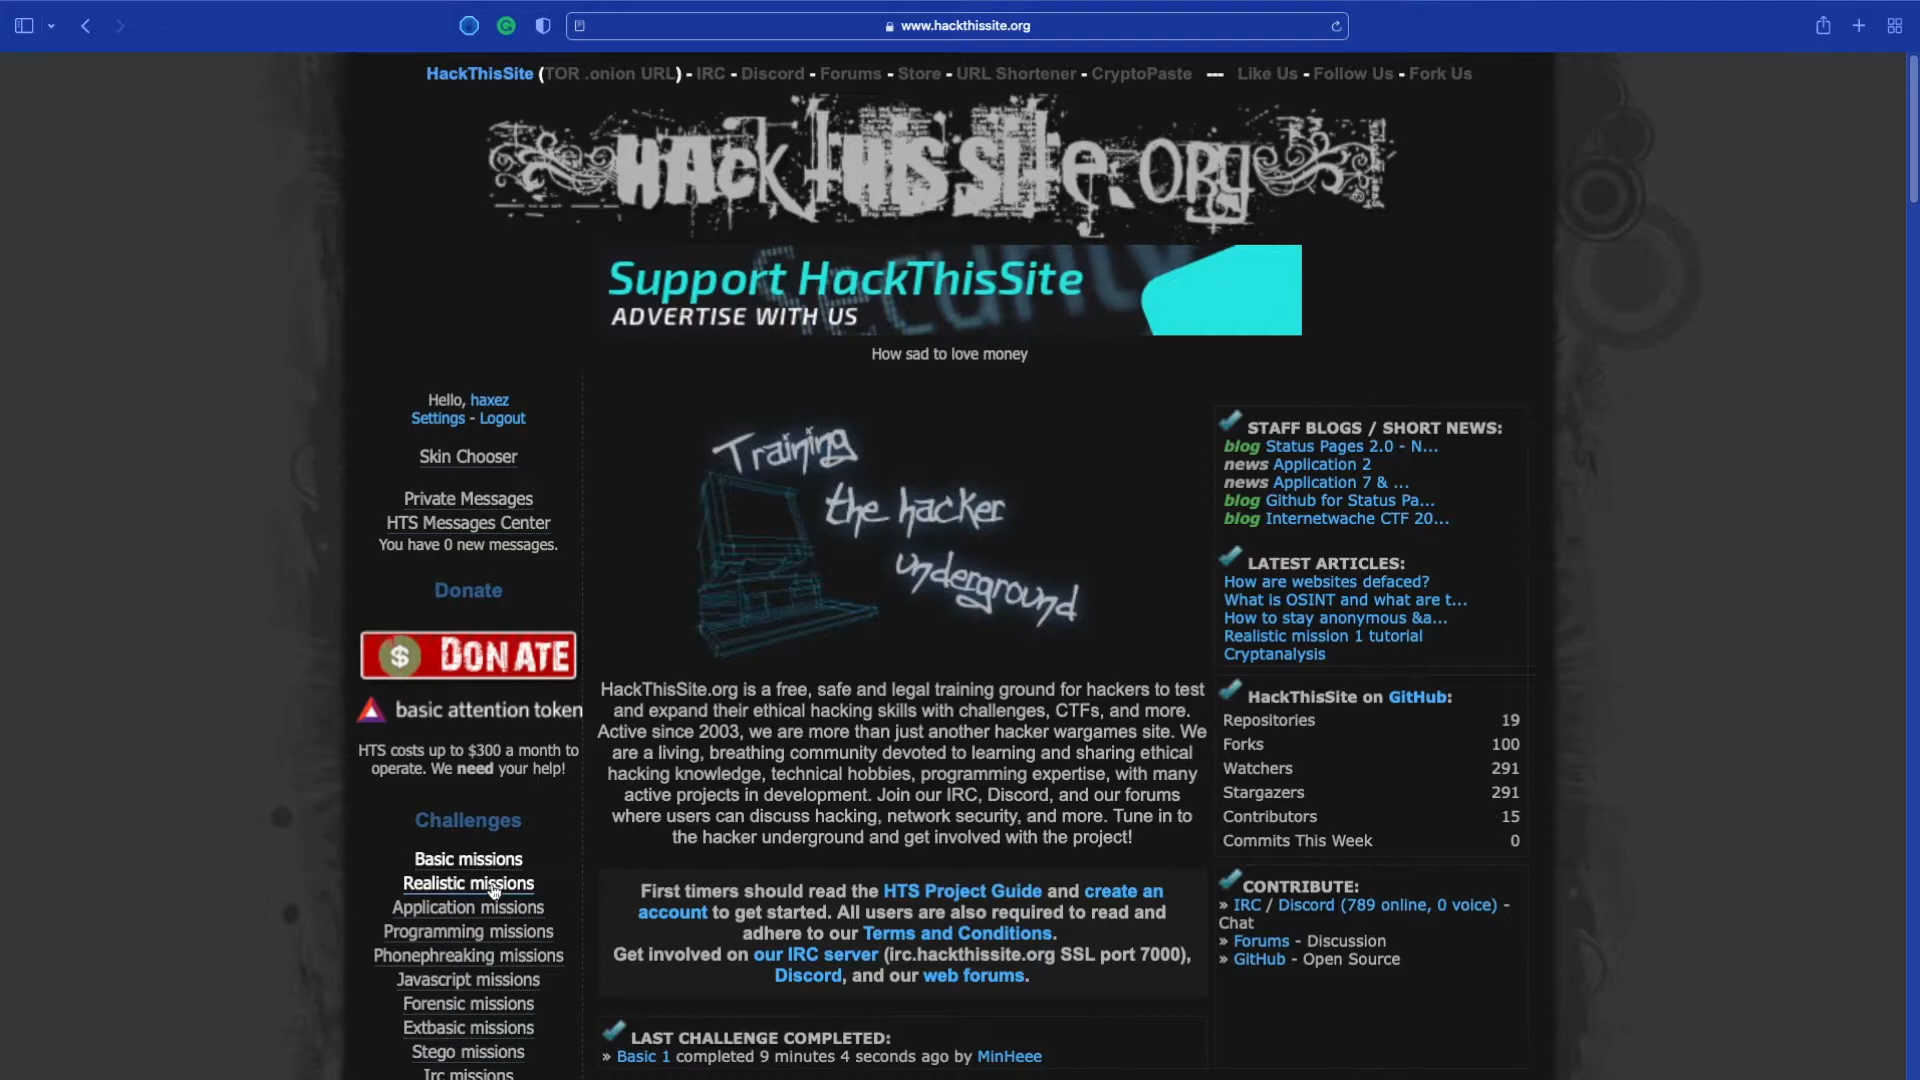 www.hackthissite.org
HackThisSite (TOR .onion URL) - IRC - Discord - Forums - Store - URL Shortener - CryptoPaste --- Like Us - Follow Us - Fork Us
HACK THIS SITE.ORG
Support HackThisSite
ADVERTISE WITH US
How sad to love money
Hello, haxez
Settings - Logout
Skin Chooser
Private Messages
HTS Messages Center
You have 0 new messages.
Donate
$ DONATE
basic attention token
HTS costs up to $300 a month to
operate. We need your help!
Challenges
Basic missions
Realistic missions
Application missions
Programming missions
Phonephreaking missions
Javascript missions
Forensic missions
Extbasic missions
Stego missions
Irc missions
Training
the hacker
underground
HackThisSite.org is a free, safe and legal training ground for hackers to test
and expand their ethical hacking skills with challenges, CTFs, and more.
Active since 2003, we are more than just another hacker wargames site. We
are a living, breathing community devoted to learning and sharing ethical
hacking knowledge, technical hobbies, programming expertise, with many
active projects in development. Join our IRC, Discord, and our forums
where users can discuss hacking, network security, and more. Tune in to
the hacker underground and get involved with the project!
First timers should read the HTS Project Guide and create an
account to get started. All users are also required to read and
adhere to our Terms and Conditions.
Get involved on our IRC server (irc.hackthissite.org SSL port 7000),
Discord, and our web forums.
LAST CHALLENGE COMPLETED:
» Basic 1 completed 9 minutes 4 seconds ago by MinHeee
STAFF BLOGS / SHORT NEWS:
blog Status Pages 2.0 - N...
news Application 2
news Application 7 & ...
blog Github for Status Pa...
blog Internetwache CTF 20...
LATEST ARTICLES:
How are websites defaced?
What is OSINT and what are t...
How to stay anonymous &a...
Realistic mission 1 tutorial
Cryptanalysis
HackThisSite on GitHub:
Repositories 19
Forks 100
Watchers 291
Stargazers 291
Contributors 15
Commits This Week 0
CONTRIBUTE:
» IRC / Discord (789 online, 0 voice) -
Chat
» Forums - Discussion
» GitHub - Open Source